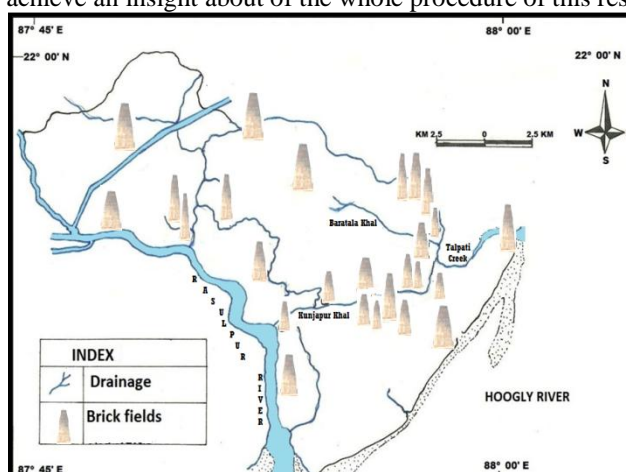 achieve an insight about of the whole procedure of this res
87° 45' E
88° 00' E
22° 00' N
22° 00' N
N
W E
S
KM 2.5 0 2.5 KM
Baratala Khal
Talpati
Creek
RASULPUR
RIVER
Kunjapur Khal
HOOGLY RIVER
INDEX
Drainage
Brick fields
87° 45' E
88° 00' E